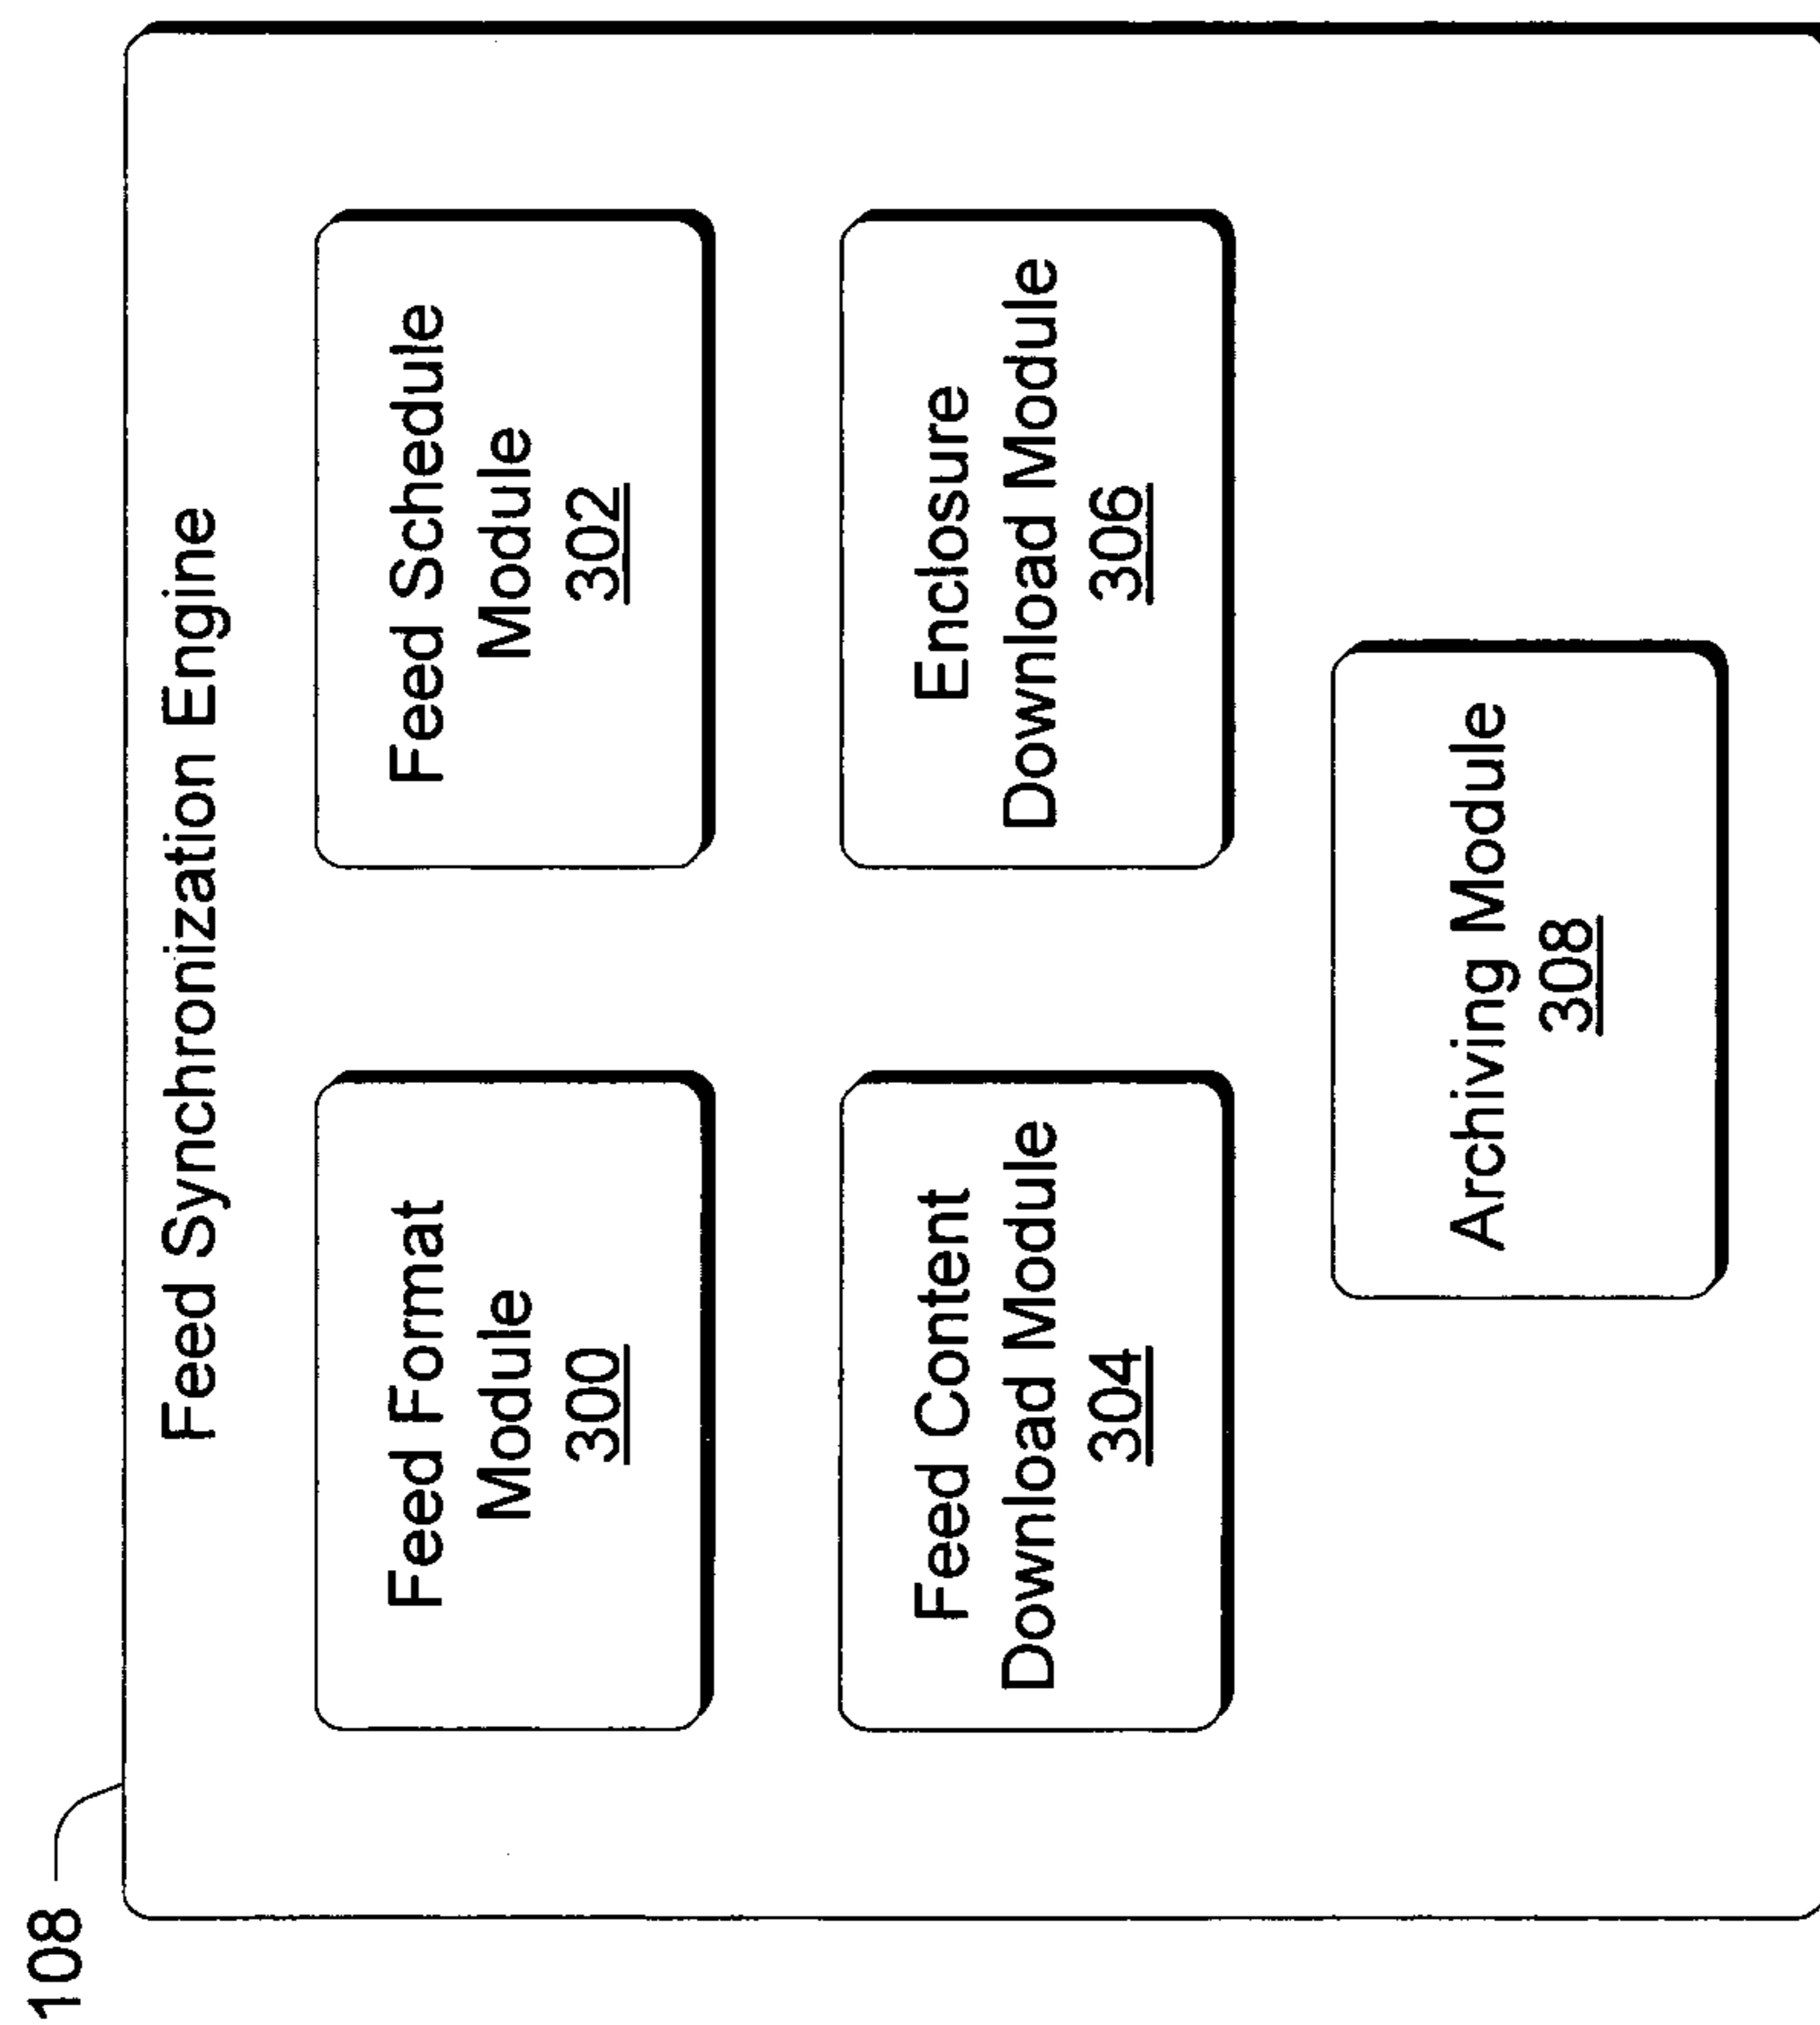 108
Feed Synchronization Engine
Feed Format
Module
300
Feed Schedule
Module
302
Feed Content
Download Module
304
Enclosure
Download Module
306
Archiving Module
308